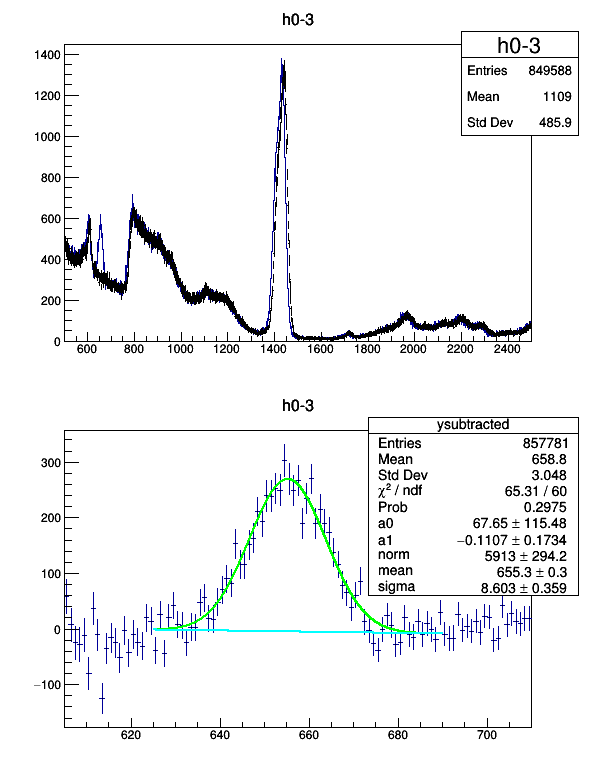 h0-3
h0-3
Entries 849588
Mean 1109
Std Dev 485.9
1400
1200
1000
800
600
400
200
0
600 800 1000 1200 1400 1600 1800 2000 2200 2400
h0-3
ysubtracted
Entries 857781
Mean 658.8
Std Dev 3.048
χ² / ndf 65.31 / 60
Prob 0.2975
a0 67.65 ± 115.48
a1 −0.1107 ± 0.1734
norm 5913 ± 294.2
mean 655.3 ± 0.3
sigma 8.603 ± 0.359
300
200
100
0
−100
620 640 660 680 700